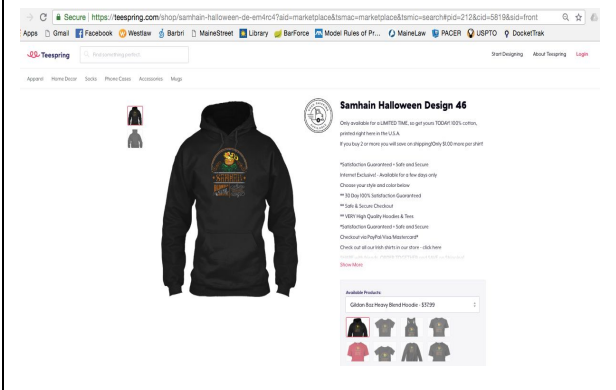 Secure | https://teespring.com/shop/samhain-halloween-de-em4rc4?aid=marketplace&tsmac=marketplace&tsmic=search#pid=212&cid=5819&sid=front
Apps Gmail Facebook Westlaw Barbri MaineStreet Library BarForce Model Rules of Pr... MaineLaw PACER USPTO DocketTrak
Teespring
Start Designing About Teespring Login
Apparel Home Decor Socks Phone Cases Accessories Mugs
Samhain Halloween Design 46
Only available for a LIMITED TIME, so get yours TODAY! 100% cotton,
printed right here in the U.S.A.
If you buy 2 or more you will save on shipping!Only $1.00 more per shirt!
*Satisfaction Guaranteed • Safe and Secure
Internet Exclusive! - Available for a few days only
Choose your style and color below
** 30 Day 100% Satisfaction Guaranteed
** Safe & Secure Checkout
** VERY High Quality Hoodies & Tees
*Satisfaction Guaranteed • Safe and Secure
Checkout via PayPal/Visa/Mastercard*
Check out all our Irish shirts in our store - click here
Show More
Available Products:
Gildan 8oz Heavy Blend Hoodie - $37.99
SAMHAIN